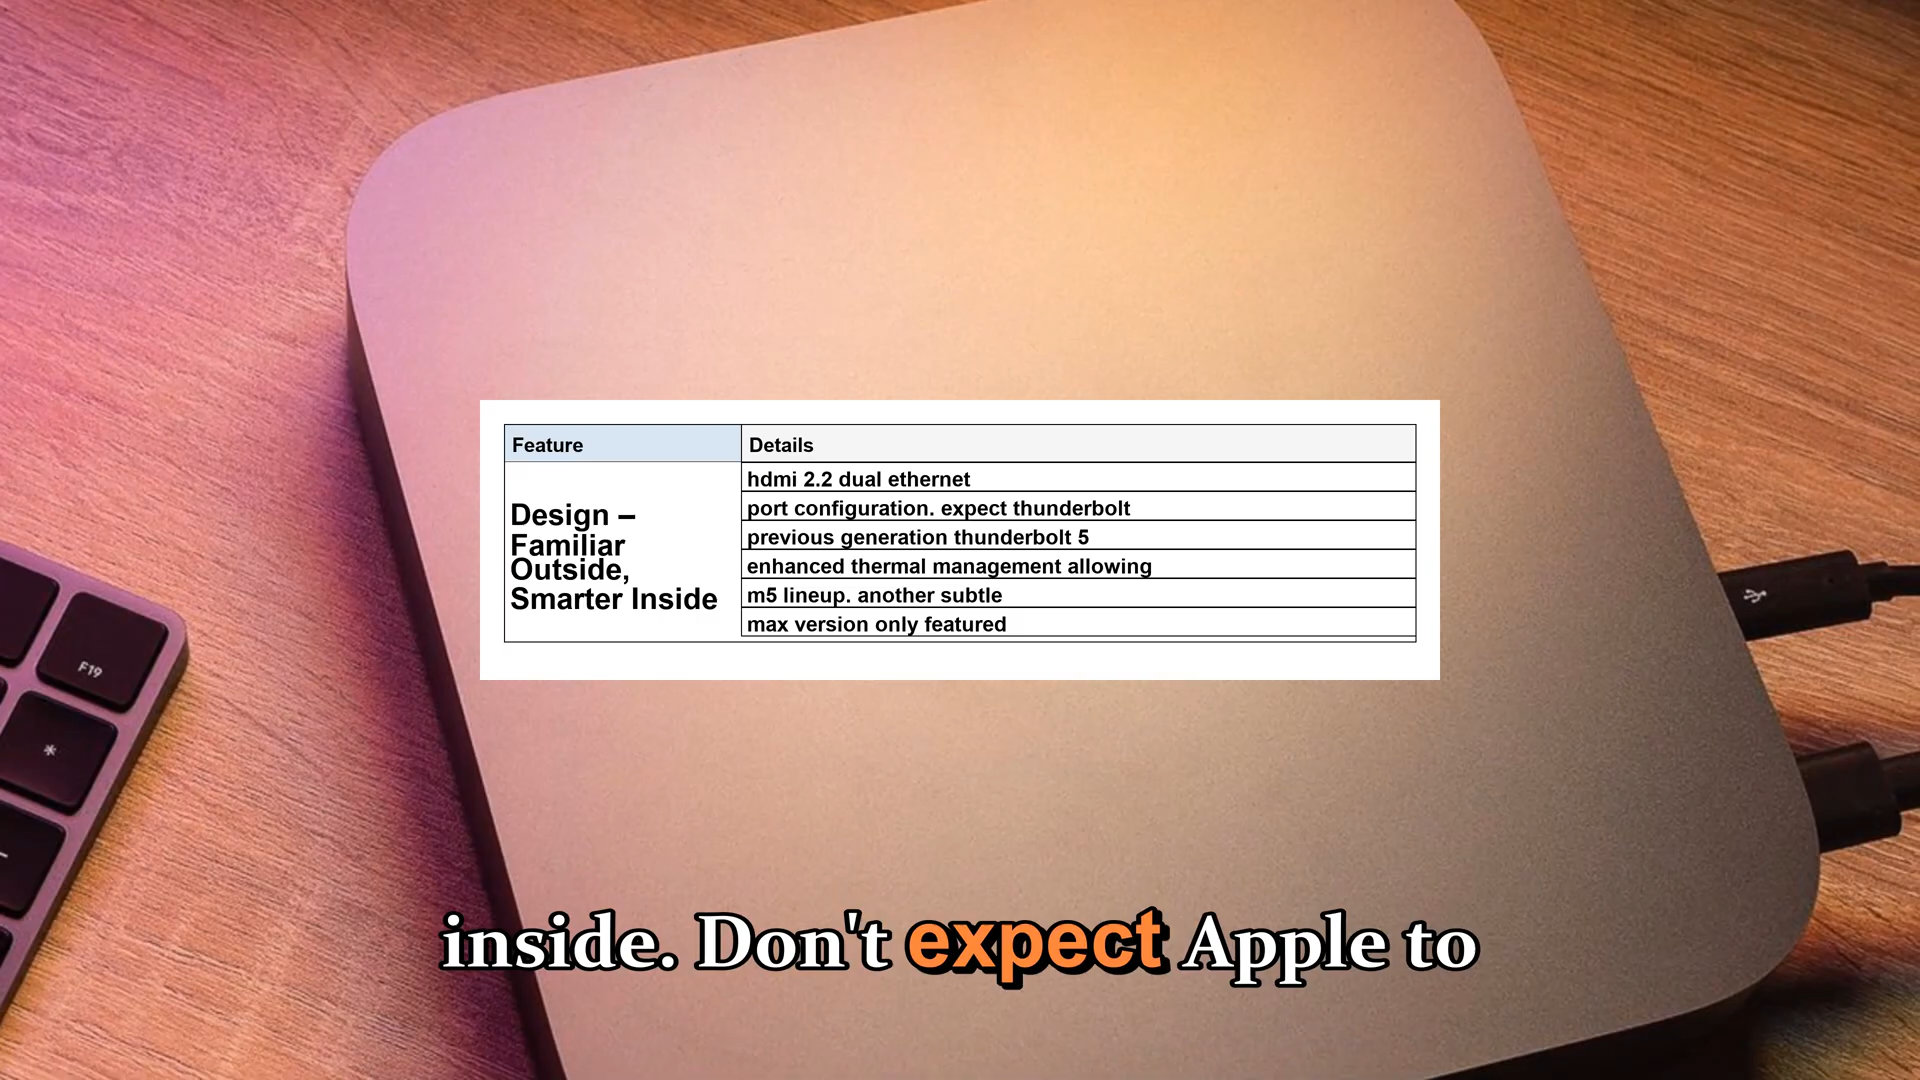 Feature
Details
Design –
Familiar
Outside,
Smarter Inside
hdmi 2.2 dual ethernet
port configuration. expect thunderbolt
previous generation thunderbolt 5
enhanced thermal management allowing
m5 lineup. another subtle
max version only featured
F19
*
inside. Don't expect Apple to